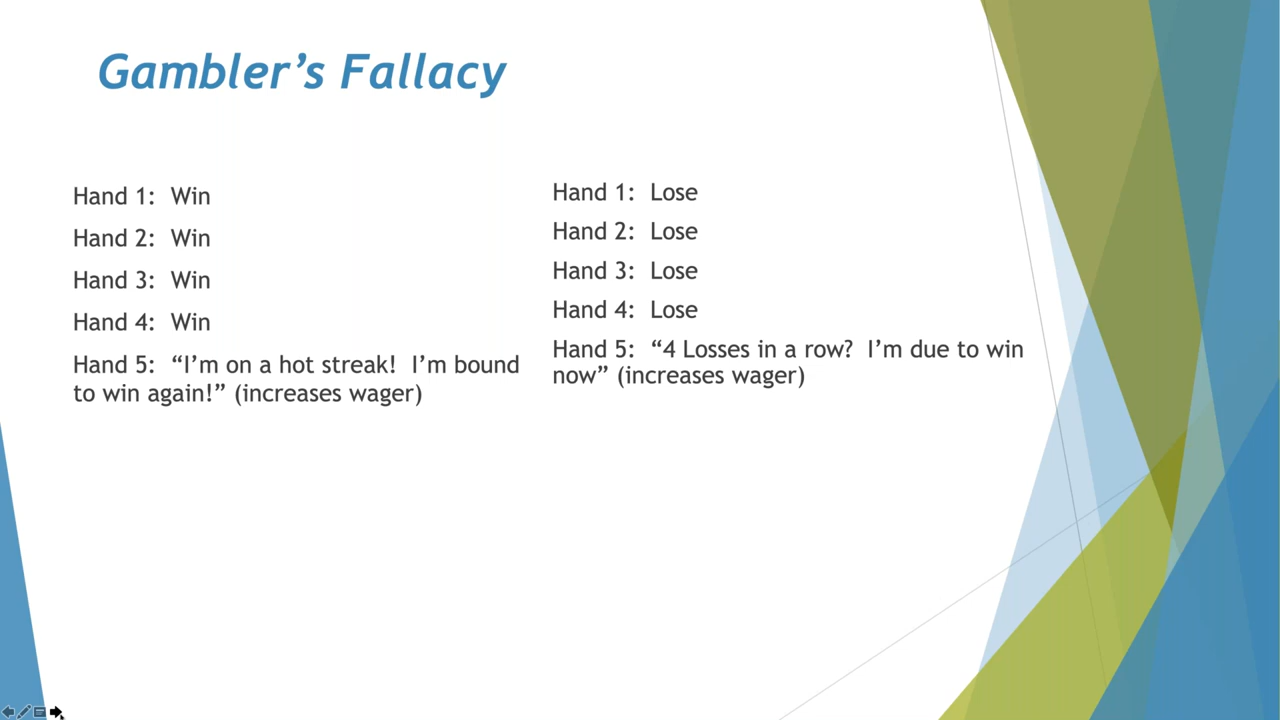 Gambler’s Fallacy
Hand 1:  Win
Hand 2:  Win
Hand 3:  Win
Hand 4:  Win
Hand 5:  “I’m on a hot streak!  I’m bound
to win again!” (increases wager)
Hand 1:  Lose
Hand 2:  Lose
Hand 3:  Lose
Hand 4:  Lose
Hand 5:  “4 Losses in a row?  I’m due to win
now” (increases wager)